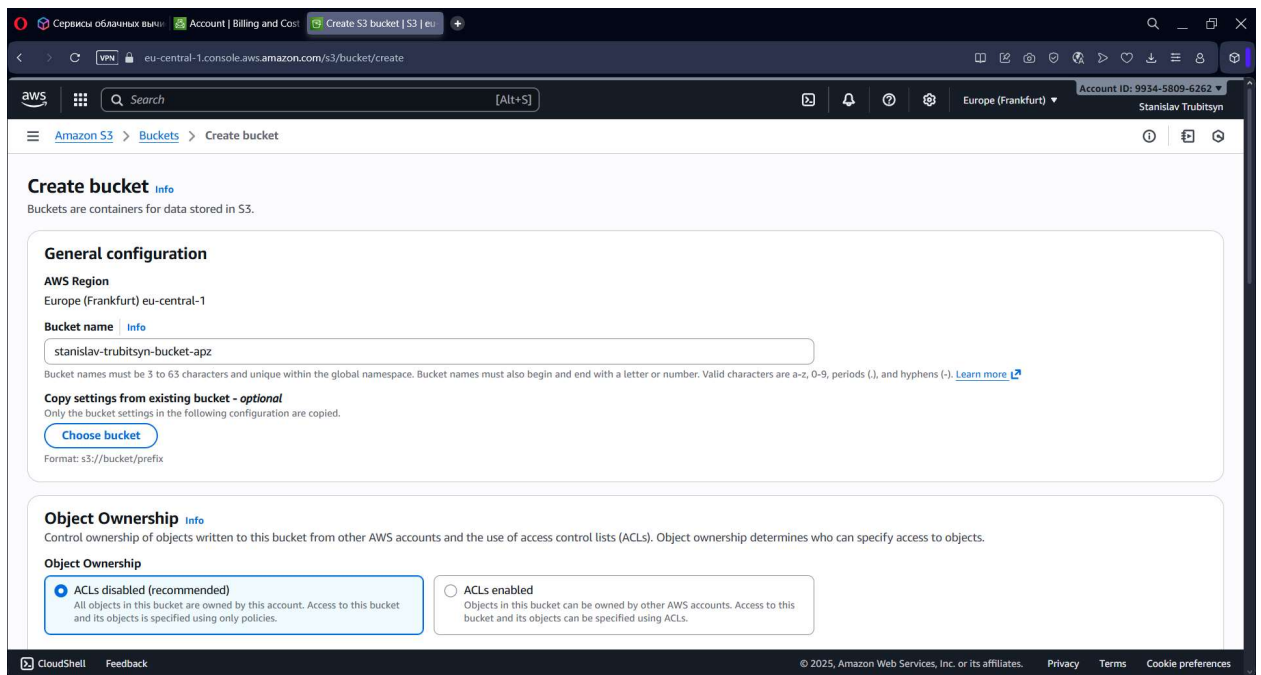 Сервисы облачных вычи
Account | Billing and Cost
Create S3 bucket | S3 | eu
VPN
eu-central-1.console.aws.amazon.com/s3/bucket/create
aws
Search
[Alt+S]
Europe (Frankfurt)
Account ID: 9934-5809-6262
Stanislav Trubitsyn
Amazon S3 > Buckets > Create bucket
Create bucket Info
Buckets are containers for data stored in S3.
General configuration
AWS Region
Europe (Frankfurt) eu-central-1
Bucket name Info
stanislav-trubitsyn-bucket-apz
Bucket names must be 3 to 63 characters and unique within the global namespace. Bucket names must also begin and end with a letter or number. Valid characters are a-z, 0-9, periods (.), and hyphens (-). Learn more
Copy settings from existing bucket - optional
Only the bucket settings in the following configuration are copied.
Choose bucket
Format: s3://bucket/prefix
Object Ownership Info
Control ownership of objects written to this bucket from other AWS accounts and the use of access control lists (ACLs). Object ownership determines who can specify access to objects.
Object Ownership
ACLs disabled (recommended)
All objects in this bucket are owned by this account. Access to this bucket
and its objects is specified using only policies.
ACLs enabled
Objects in this bucket can be owned by other AWS accounts. Access to this
bucket and its objects can be specified using ACLs.
CloudShell Feedback
© 2025, Amazon Web Services, Inc. or its affiliates. Privacy Terms Cookie preferences